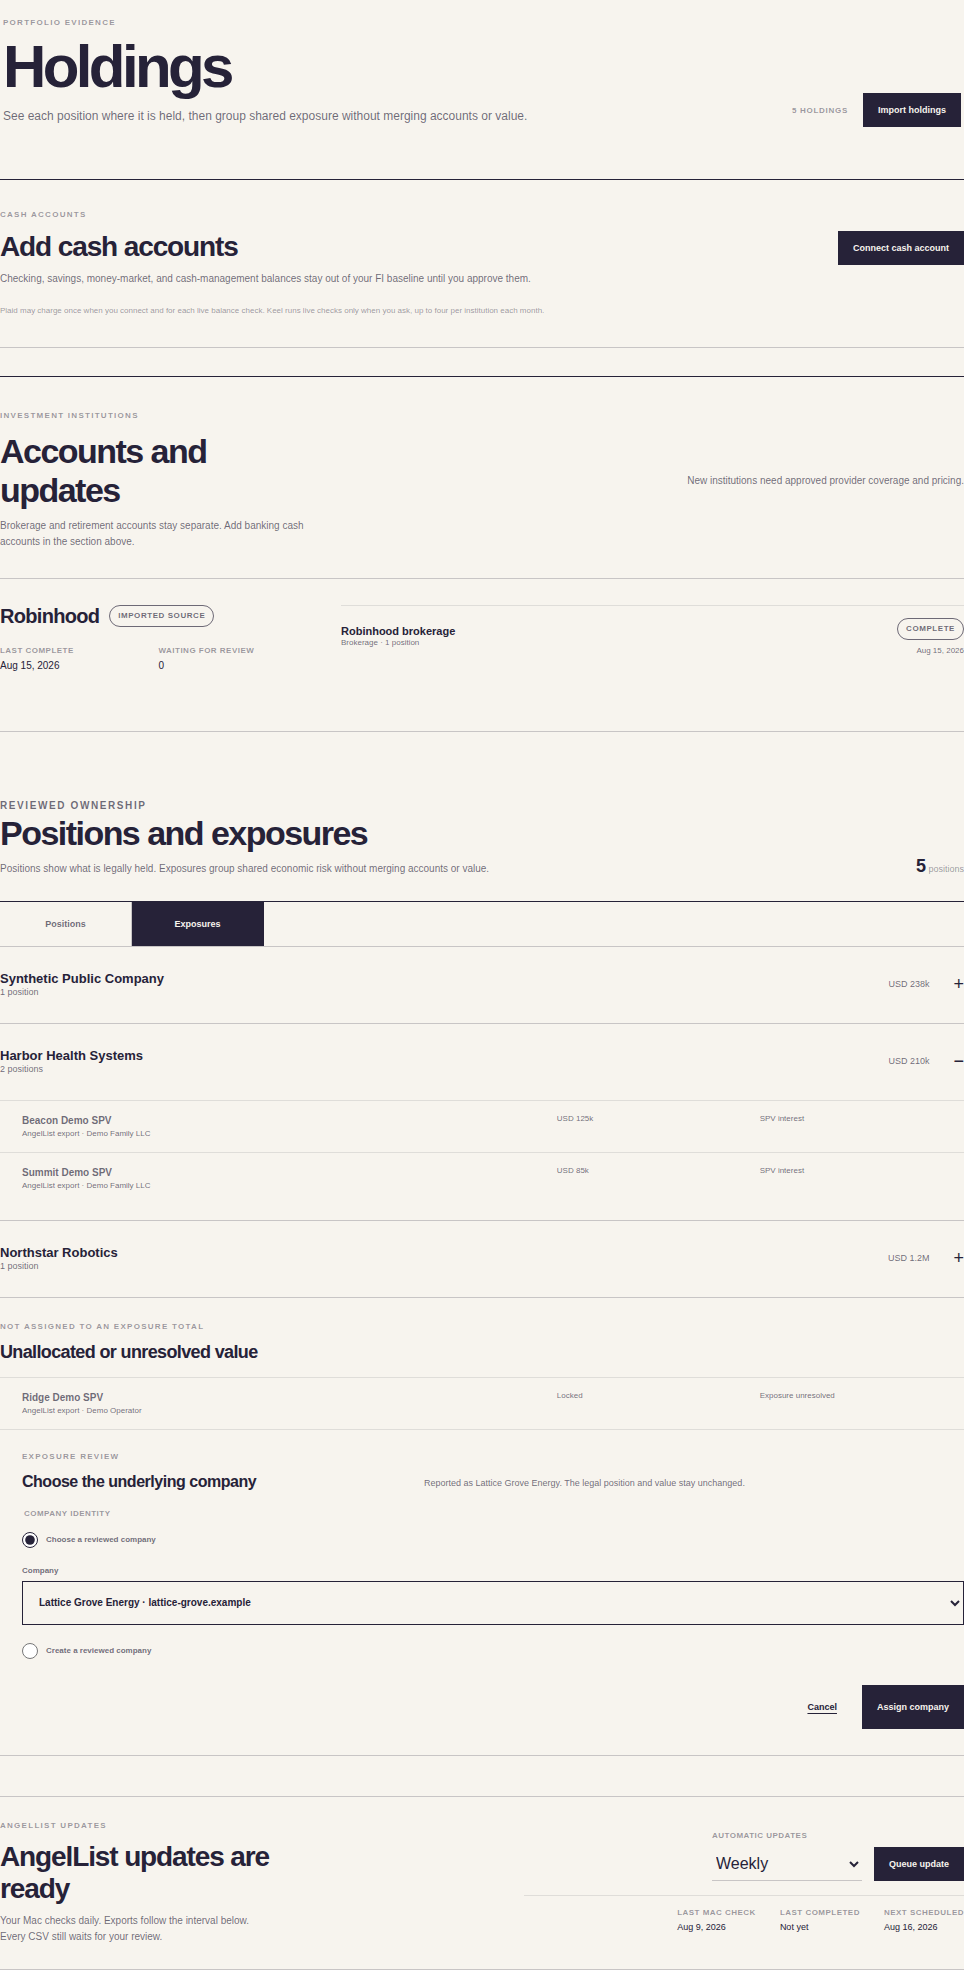 PORTFOLIO EVIDENCE
Holdings
See each position where it is held, then group shared exposure without merging accounts or value.
5 HOLDINGS
Import holdings
CASH ACCOUNTS
Add cash accounts
Connect cash account
Checking, savings, money-market, and cash-management balances stay out of your FI baseline until you approve them.
Plaid may charge once when you connect and for each live balance check. Keel runs live checks only when you ask, up to four per institution each month.
INVESTMENT INSTITUTIONS
Accounts and
updates
New institutions need approved provider coverage and pricing.
Brokerage and retirement accounts stay separate. Add banking cash
accounts in the section above.
Robinhood IMPORTED SOURCE
LAST COMPLETE
Aug 15, 2026
WAITING FOR REVIEW
0
Robinhood brokerage
Brokerage · 1 position
COMPLETE
Aug 15, 2026
REVIEWED OWNERSHIP
Positions and exposures
Positions show what is legally held. Exposures group shared economic risk without merging accounts or value.
5 positions
Positions
Exposures
Synthetic Public Company
1 position
USD 238k +
Harbor Health Systems
2 positions
USD 210k −
Beacon Demo SPV
AngelList export · Demo Family LLC
USD 125k
SPV interest
Summit Demo SPV
AngelList export · Demo Family LLC
USD 85k
SPV interest
Northstar Robotics
1 position
USD 1.2M +
NOT ASSIGNED TO AN EXPOSURE TOTAL
Unallocated or unresolved value
Ridge Demo SPV
AngelList export · Demo Operator
Locked
Exposure unresolved
EXPOSURE REVIEW
Choose the underlying company
Reported as Lattice Grove Energy. The legal position and value stay unchanged.
COMPANY IDENTITY
Choose a reviewed company
Company
Lattice Grove Energy · lattice-grove.example
Create a reviewed company
Cancel
Assign company
ANGELLIST UPDATES
AngelList updates are
ready
Your Mac checks daily. Exports follow the interval below.
Every CSV still waits for your review.
AUTOMATIC UPDATES
Weekly
Queue update
LAST MAC CHECK
Aug 9, 2026
LAST COMPLETED
Not yet
NEXT SCHEDULED
Aug 16, 2026